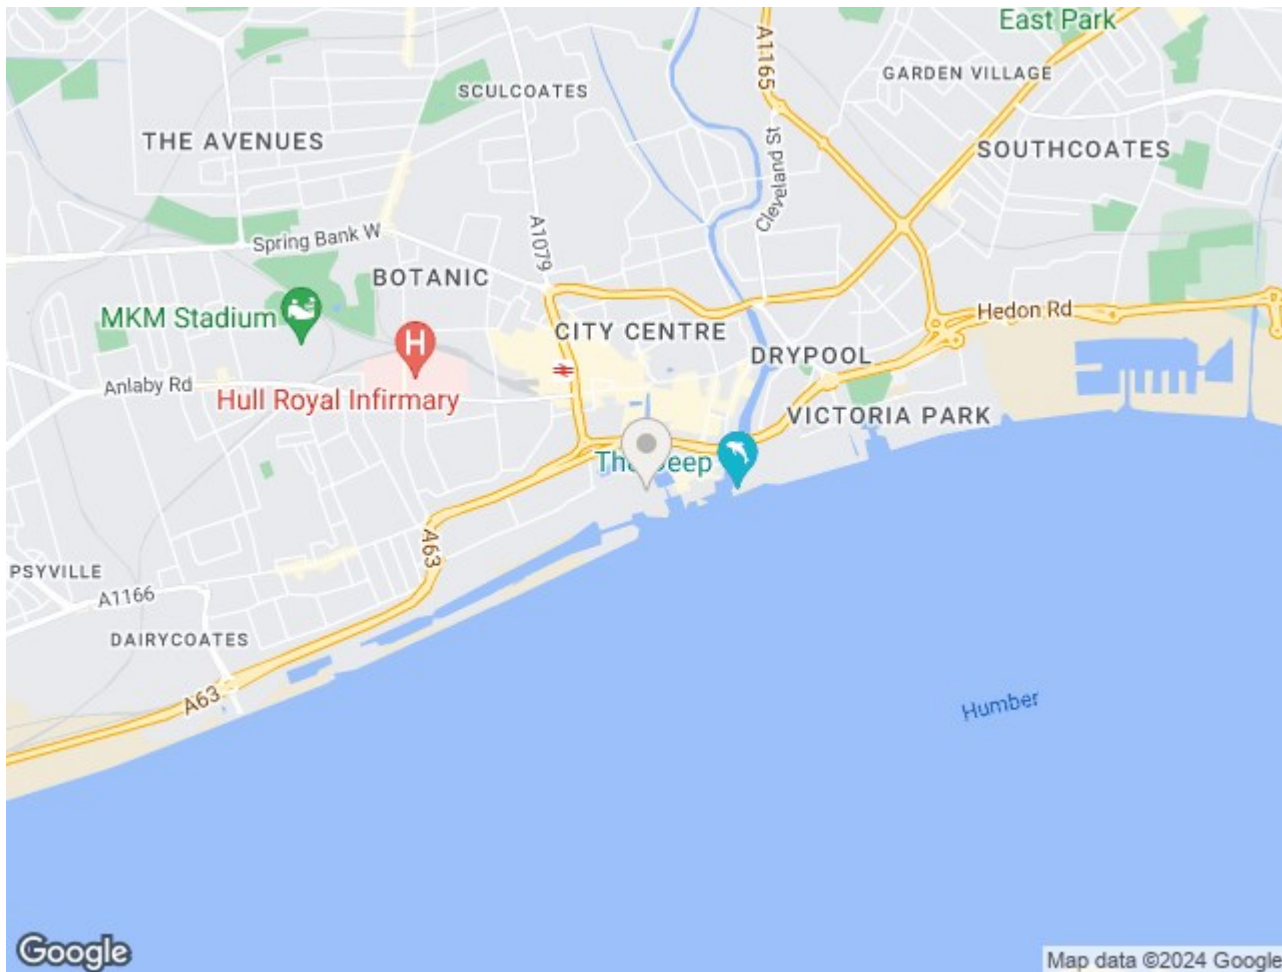 East Park
A1165
GARDEN VILLAGE
SCULCOATES
THE AVENUES
SOUTHCOATES
Cleveland St
A1079
Spring Bank W
BOTANIC
MKM Stadium
H
Hedon Rd
CITY CENTRE
DRYPOOL
Anlaby Rd
Hull Royal Infirmary
VICTORIA PARK
The Deep
A63
PSYVILLE
A1166
DAIRYCOATES
A63
Humber
Google
Map data ©2024 Google